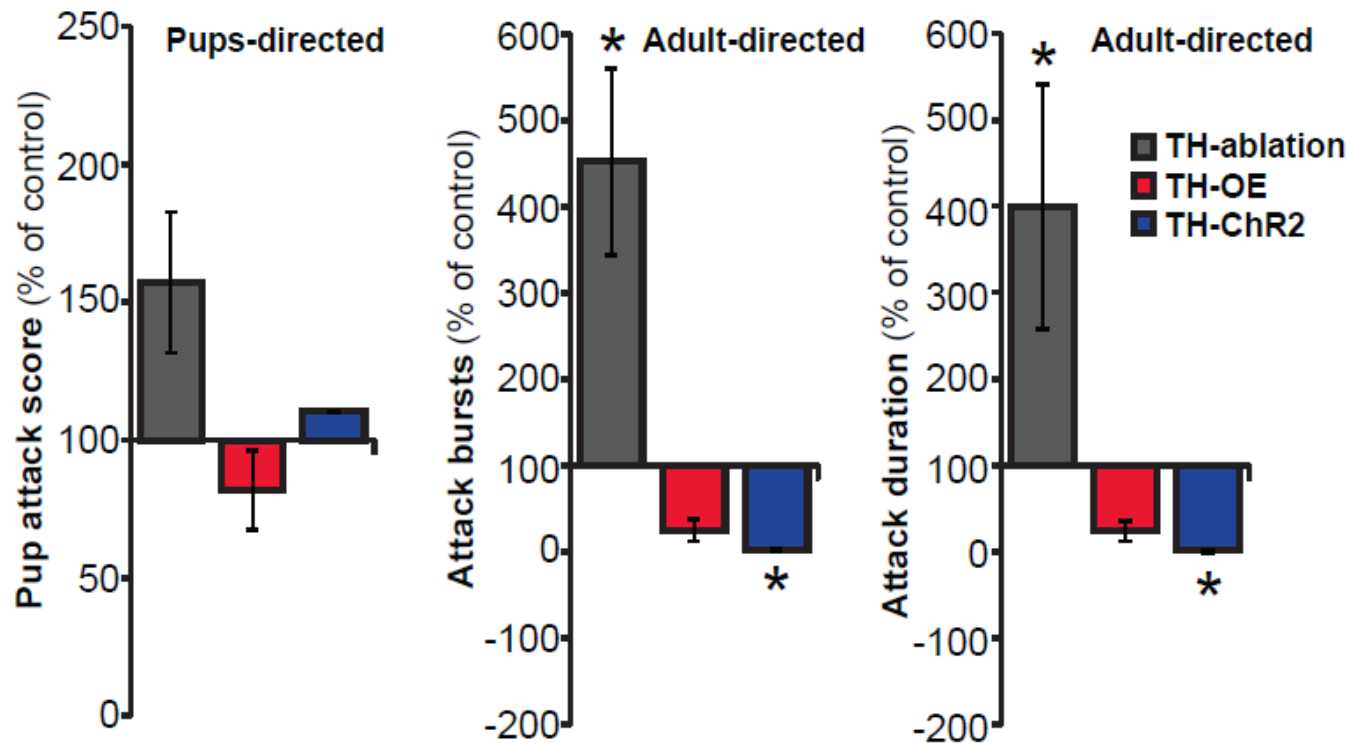 Pups-directed
Pup attack score (% of control)
250
200
150
100
50
0
* Adult-directed
Attack bursts (% of control)
600
500
400
300
200
100
0
-100
-200
*
* Adult-directed
Attack duration (% of control)
600
500
400
300
200
100
0
-100
-200
*
TH-ablation
TH-OE
TH-ChR2